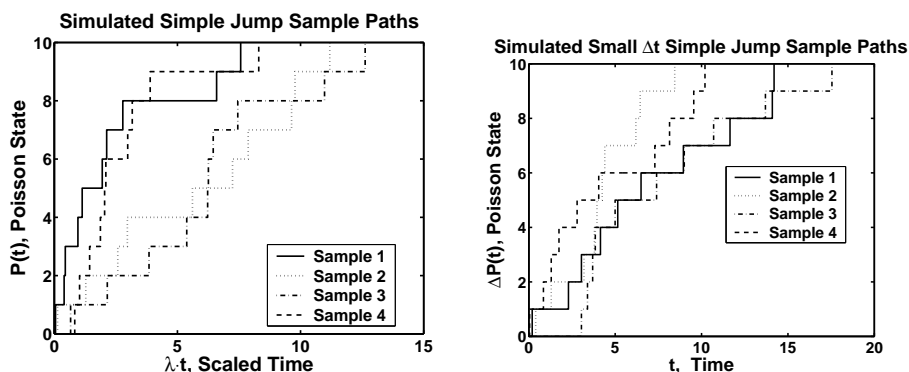 Simulated Simple Jump Sample Paths
P(t), Poisson State
10
8
6
4
2
0
0 5 10 15
λ·t, Scaled Time
Sample 1
Sample 2
Sample 3
Sample 4
Simulated Small Δt Simple Jump Sample Paths
ΔP(t), Poisson State
10
8
6
4
2
0
0 5 10 15 20
t, Time
Sample 1
Sample 2
Sample 3
Sample 4